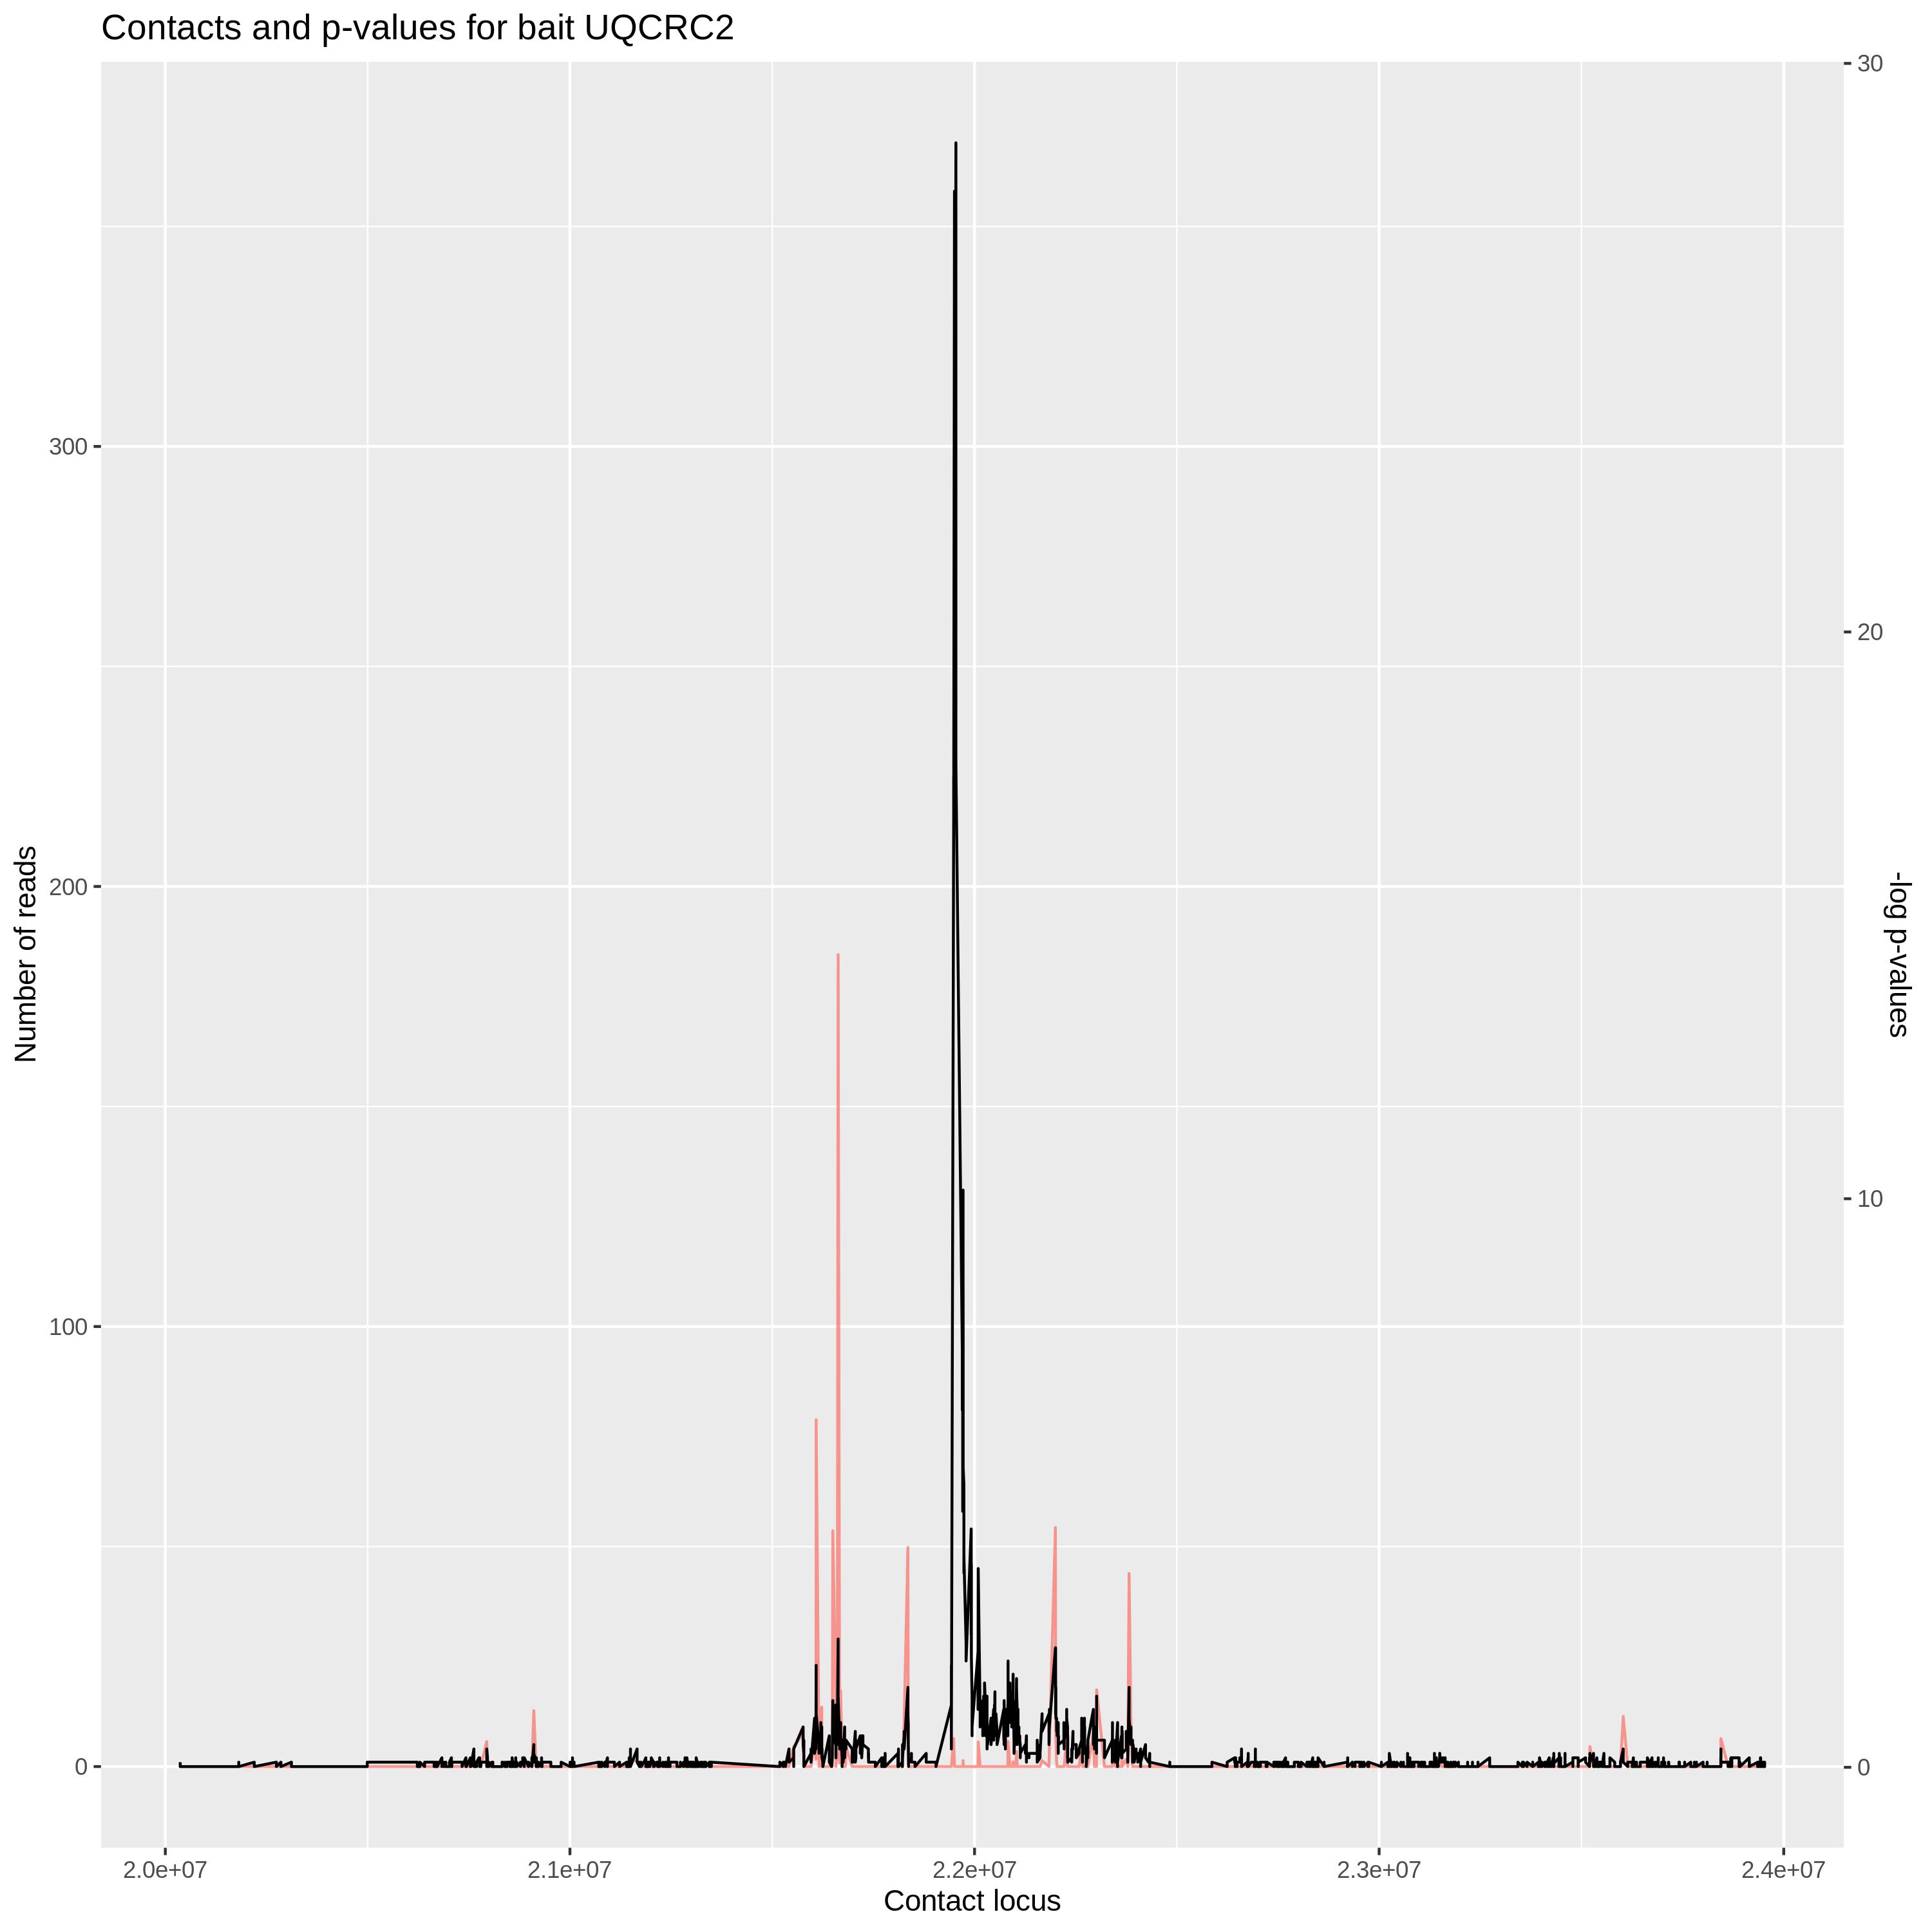 Contacts and p-values for bait UQCRC2
30
300
20
200
Number of reads
-log p-values
10
100
0
0
2.0e+07
2.1e+07
2.2e+07
2.3e+07
2.4e+07
Contact locus